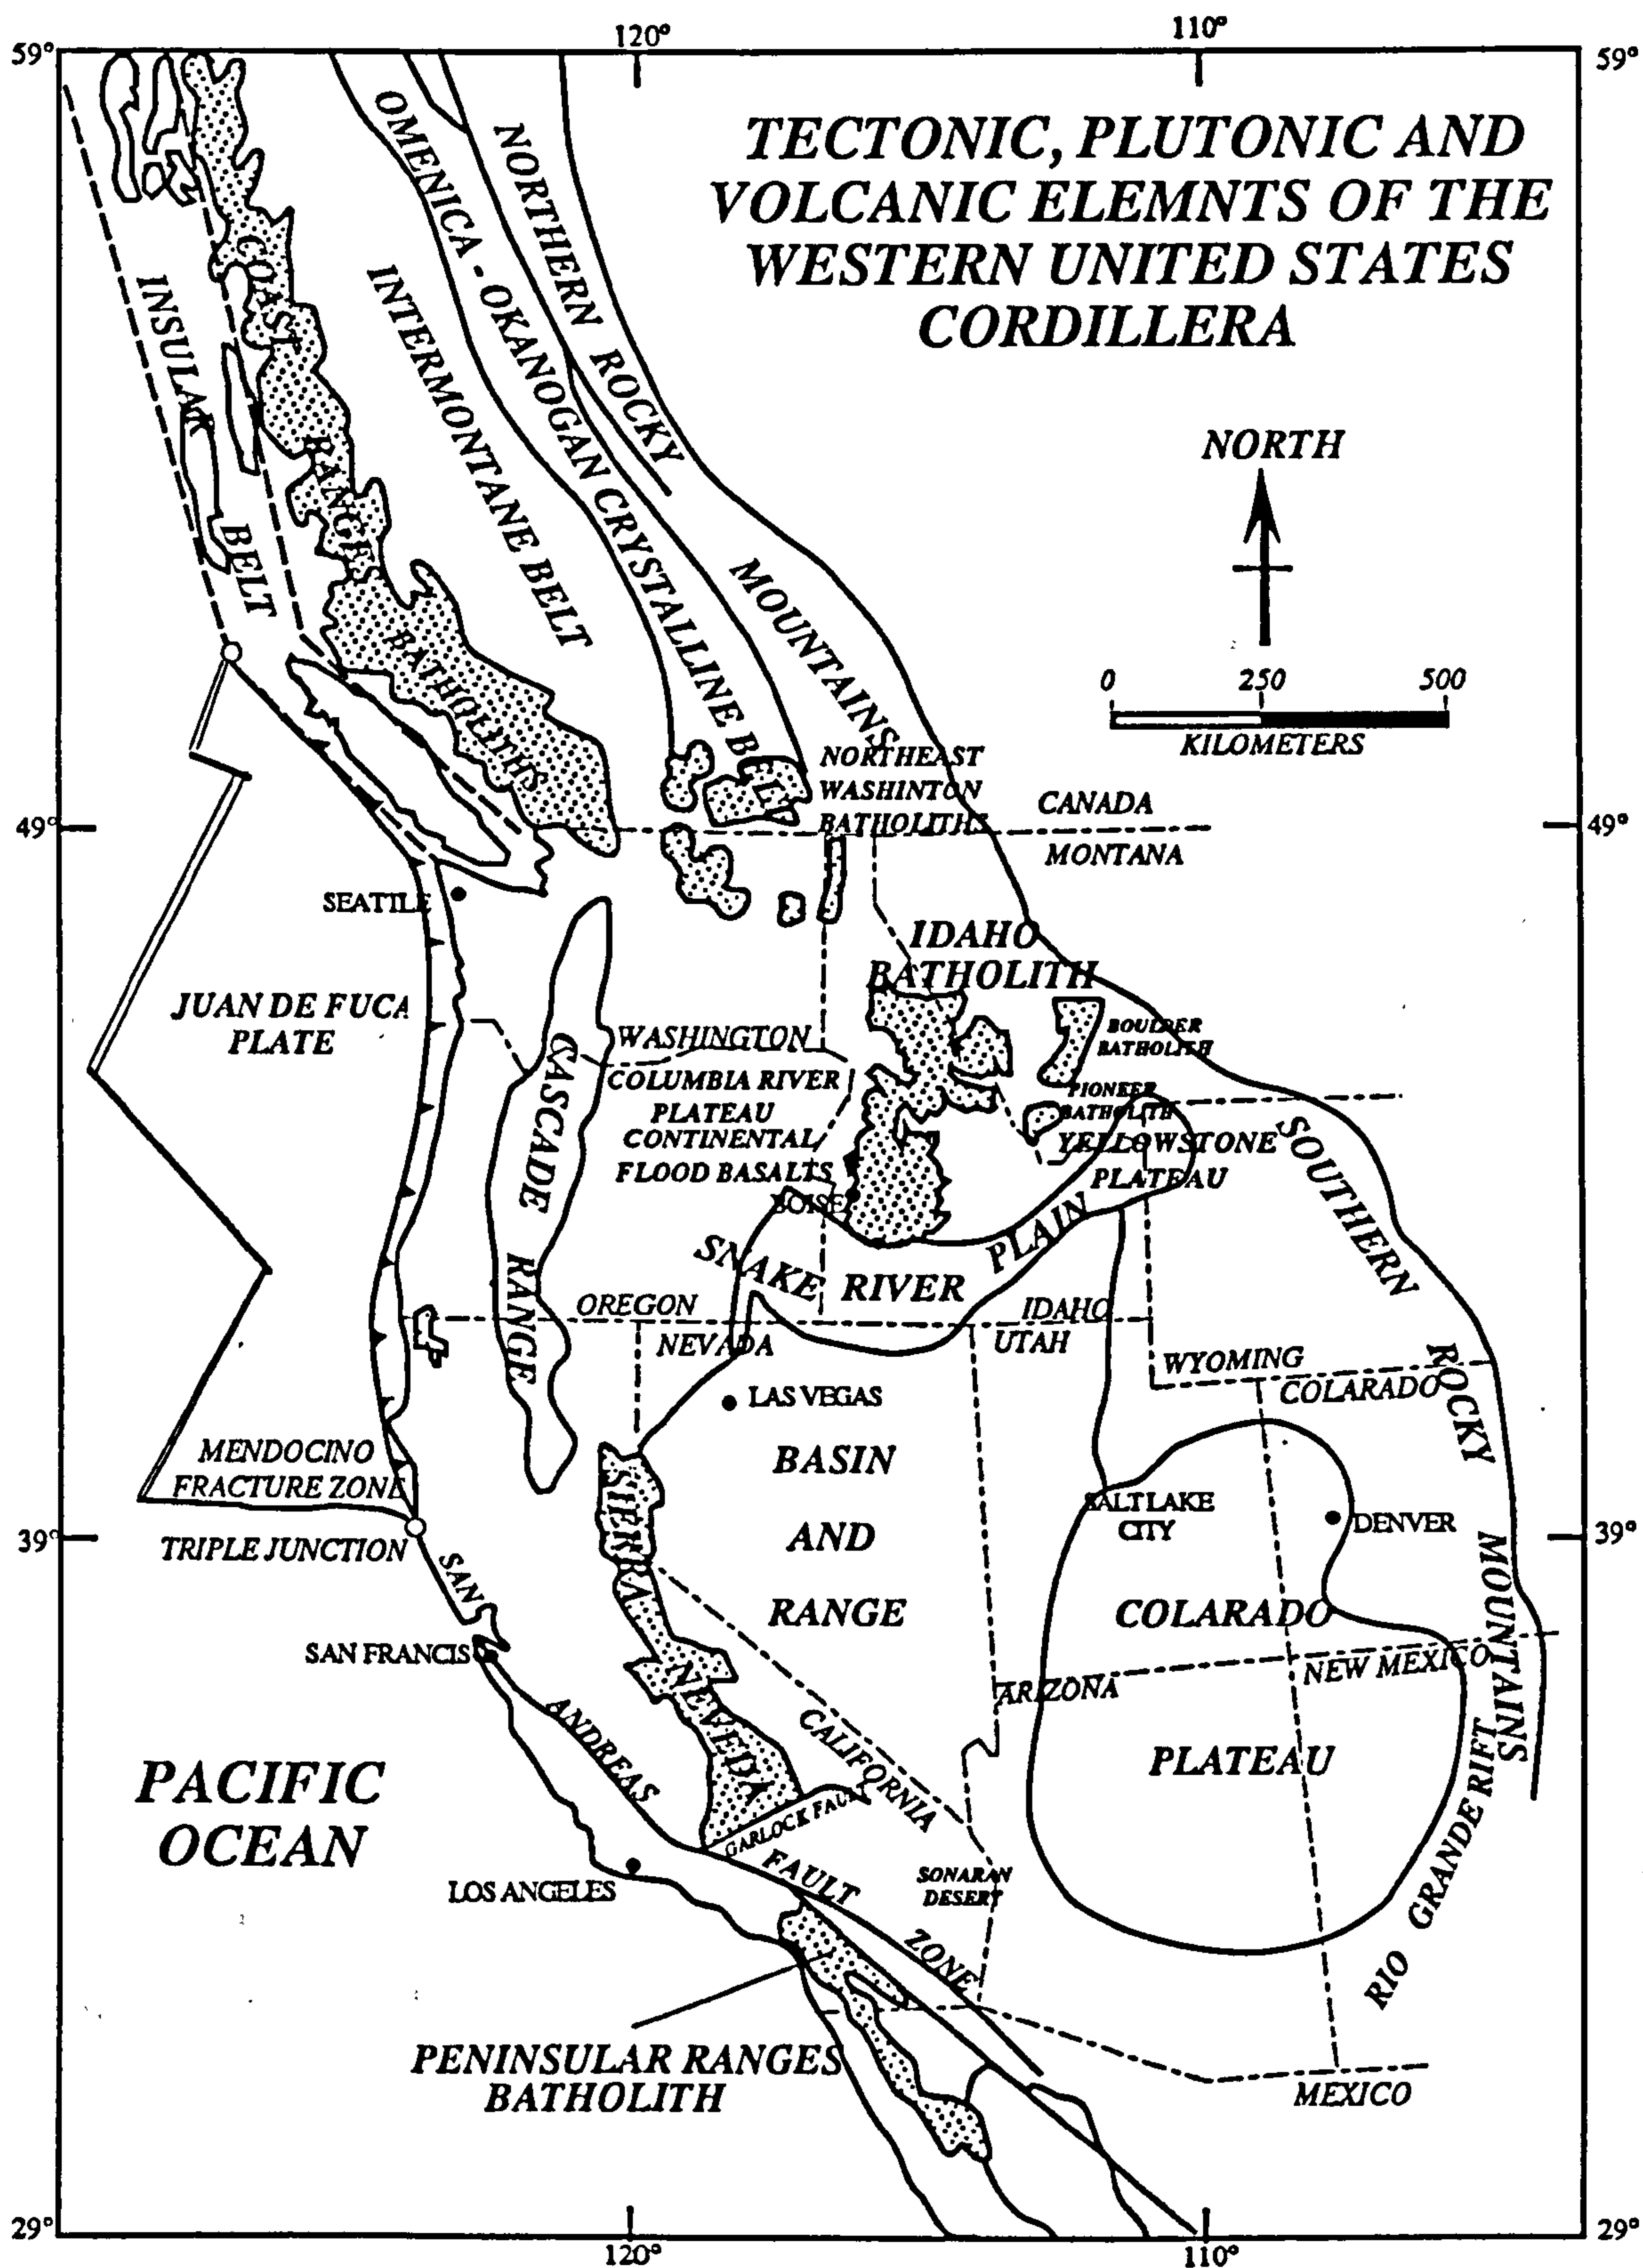 120°
110°
59°
59°
TECTONIC, PLUTONIC AND
VOLCANIC ELEMNTS OF THE
WESTERN UNITED STATES
CORDILLERA
OMENICA - OKANOGAN CRYSTALLINE BELT
NORTHERN ROCKY MOUNTAINS
INSULAR BELT
COAST RANGES BATHOLITHS
INTERMONTANE BELT
NORTH
0 250 500
KILOMETERS
NORTHEAST
WASHINTON
BATHOLITHS
CANADA
MONTANA
49°
49°
SEATTLE
IDAHO
BATHOLITH
JUAN DE FUCA
PLATE
WASHINGTON
BOULDER
BATHOLITH
CASCADE RANGE
COLUMBIA RIVER
PLATEAU
CONTINENTAL
FLOOD BASALTS
PIONEER
BATHOLITH
YELLOWSTONE
PLATEAU
BOISE
SNAKE RIVER PLAIN
SOUTHERN ROCKY MOUNTAINS
OREGON
NEVADA
IDAHO
UTAH
WYOMING
COLARADO
LAS VEGAS
MENDOCINO
FRACTURE ZONE
BASIN
AND
RANGE
SALT LAKE
CITY
DENVER
39°
39°
TRIPLE JUNCTION
SIERRA NEVEDA
SAN ANDREAS FAULT ZONE
SAN FRANCIS
COLARADO
PLATEAU
ARIZONA
NEW MEXICO
CALIFORNIA
PACIFIC
OCEAN
GARLOCK FAULT
LOS ANGELES
SONARAN
DESERT
RIO GRANDE RIFT
PENINSULAR RANGES
BATHOLITH
MEXICO
29°
29°
120°
110°